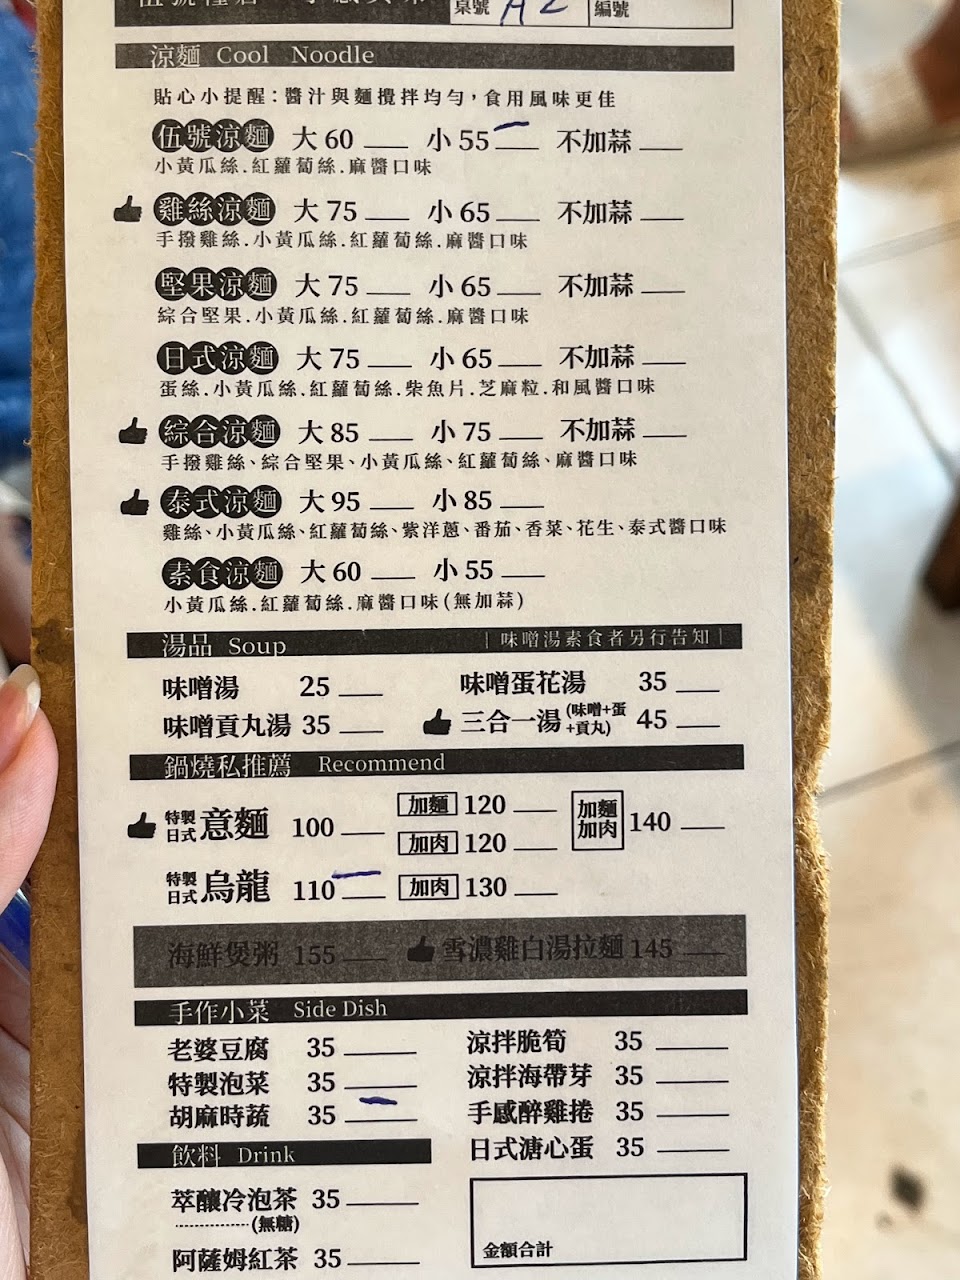 桌號 A2 編號
涼麵 Cool Noodle
貼心小提醒：醬汁與麵攪拌均勻，食用風味更佳
伍號涼麵 大 60 小 55 不加蒜
小黃瓜絲.紅蘿蔔絲.麻醬口味
雞絲涼麵 大 75 小 65 不加蒜
手撥雞絲.小黃瓜絲.紅蘿蔔絲.麻醬口味
堅果涼麵 大 75 小 65 不加蒜
綜合堅果.小黃瓜絲.紅蘿蔔絲.麻醬口味
日式涼麵 大 75 小 65 不加蒜
蛋絲.小黃瓜絲.紅蘿蔔絲.柴魚片.芝麻粒.和風醬口味
綜合涼麵 大 85 小 75 不加蒜
手撥雞絲、綜合堅果、小黃瓜絲、紅蘿蔔絲、麻醬口味
泰式涼麵 大 95 小 85
雞絲、小黃瓜絲、紅蘿蔔絲、紫洋蔥、番茄、香菜、花生、泰式醬口味
素食涼麵 大 60 小 55
小黃瓜絲.紅蘿蔔絲.麻醬口味(無加蒜)
湯品 Soup |味噌湯素食者另行告知|
味噌湯 25 味噌蛋花湯 35
味噌貢丸湯 35 三合一湯 (味噌+蛋+貢丸) 45
鍋燒私推薦 Recommend
特製日式 意麵 100 加麵 120 加肉 120 加麵加肉 140
特製日式 烏龍 110 加肉 130
海鮮煲粥 155 雪濃雞白湯拉麵 145
手作小菜 Side Dish
老婆豆腐 35 涼拌脆筍 35
特製泡菜 35 涼拌海帶芽 35
胡麻時蔬 35 手感醉雞捲 35
飲料 Drink 日式溏心蛋 35
萃釀冷泡茶 35
(無糖)
阿薩姆紅茶 35 金額合計